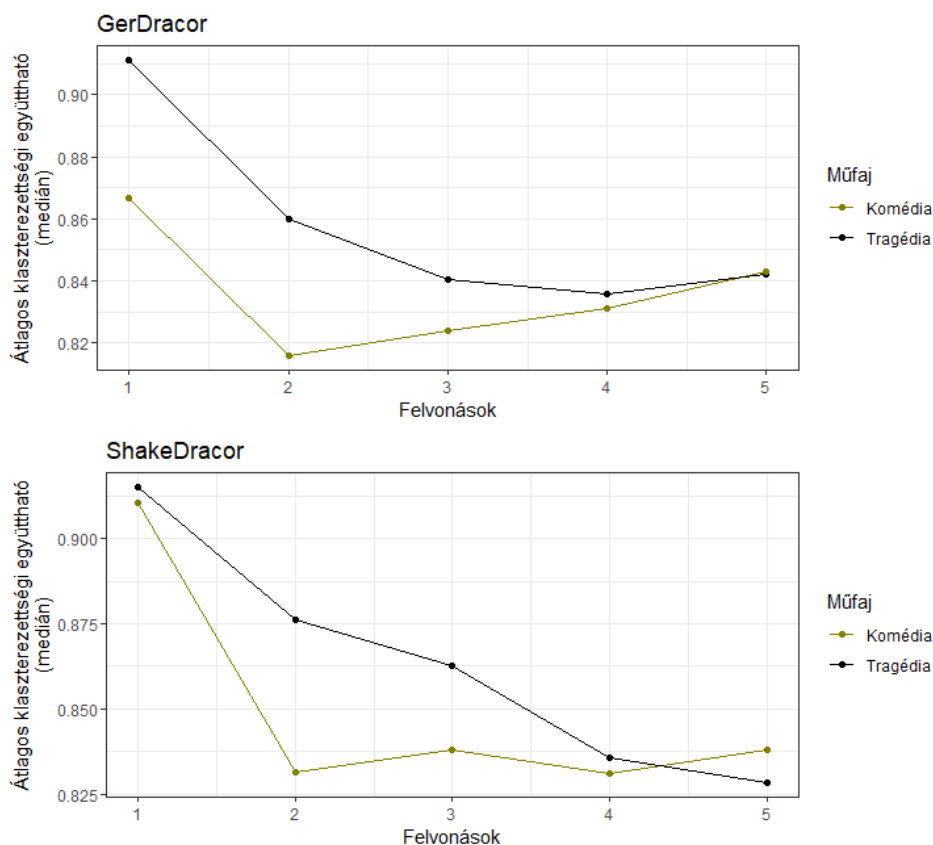 GerDracor
Átlagos klaszterezettségi együttható
(medián)
0.90
0.88
0.86
0.84
0.82
1 2 3 4 5
Felvonások
Műfaj
Komédia
Tragédia
ShakeDracor
Átlagos klaszterezettségi együttható
(medián)
0.900
0.875
0.850
0.825
1 2 3 4 5
Felvonások
Műfaj
Komédia
Tragédia